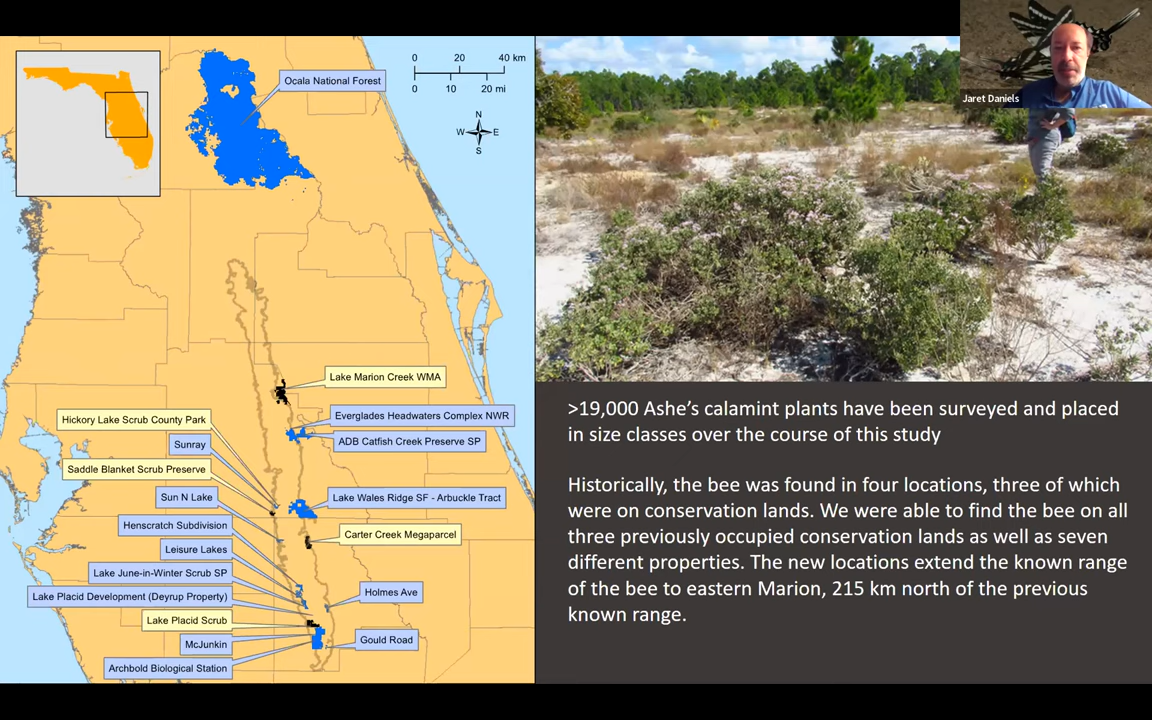 Ocala National Forest
0 20 40 km
0 10 20 mi
N
W E
S
Lake Marion Creek WMA
Everglades Headwaters Complex NWR
Hickory Lake Scrub County Park
ADB Catfish Creek Preserve SP
Sunray
Saddle Blanket Scrub Preserve
Sun N Lake
Lake Wales Ridge SF - Arbuckle Tract
Henscratch Subdivision
Carter Creek Megaparcel
Leisure Lakes
Lake June-in-Winter Scrub SP
Lake Placid Development (Deyrup Property)
Holmes Ave
Lake Placid Scrub
McJunkin
Gould Road
Archbold Biological Station
Jaret Daniels
>19,000 Ashe's calamint plants have been surveyed and placed
in size classes over the course of this study
Historically, the bee was found in four locations, three of which
were on conservation lands. We were able to find the bee on all
three previously occupied conservation lands as well as seven
different properties. The new locations extend the known range
of the bee to eastern Marion, 215 km north of the previous
known range.